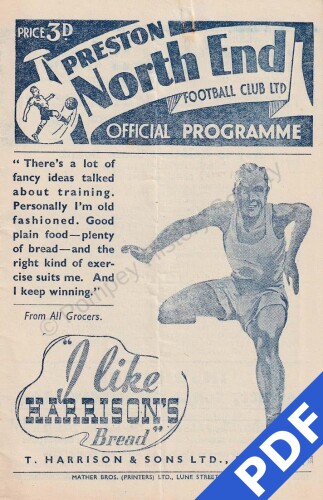 PRICE 3D
PRESTON
North End
FOOTBALL CLUB LTD
OFFICIAL PROGRAMME
" There's a lot of
fancy ideas talked
about training.
Personally I'm old
fashioned. Good
plain food—plenty
of bread—and the
right kind of exer-
cise suits me. And
I keep winning."
From All Grocers.
"I like
HARRISON'S
Bread"
T. HARRISON & SONS LTD.,
MATHER BROS. (PRINTERS) LTD., LUNE STREET
PDF